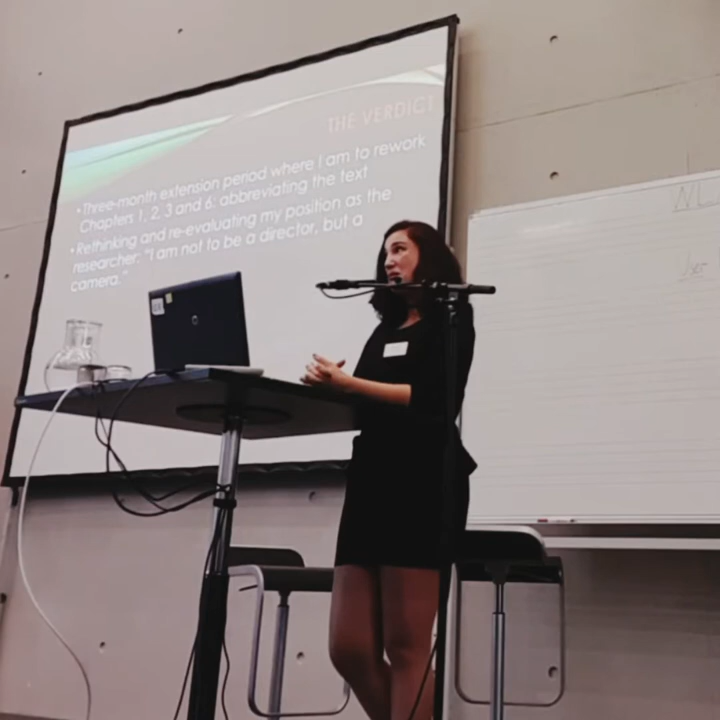 THE VERDICT
•Three-month extension period where I am to rework
Chapters 1, 2, 3 and 6: abbreviating the text
•Rethinking and re-evaluating my position as the
researcher: "I am not to be a director, but a
camera."